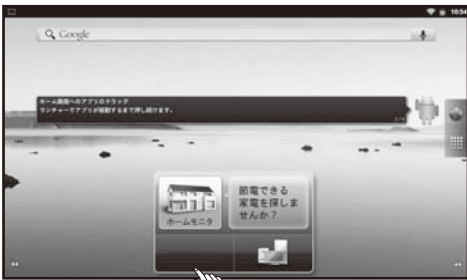 10:54
Google
ホーム画面へのアプリのドラッグ
ランチャーでアプリが移動するまで押し続けます。
節電できる
家電を探しま
せんか？
ホームモニタ